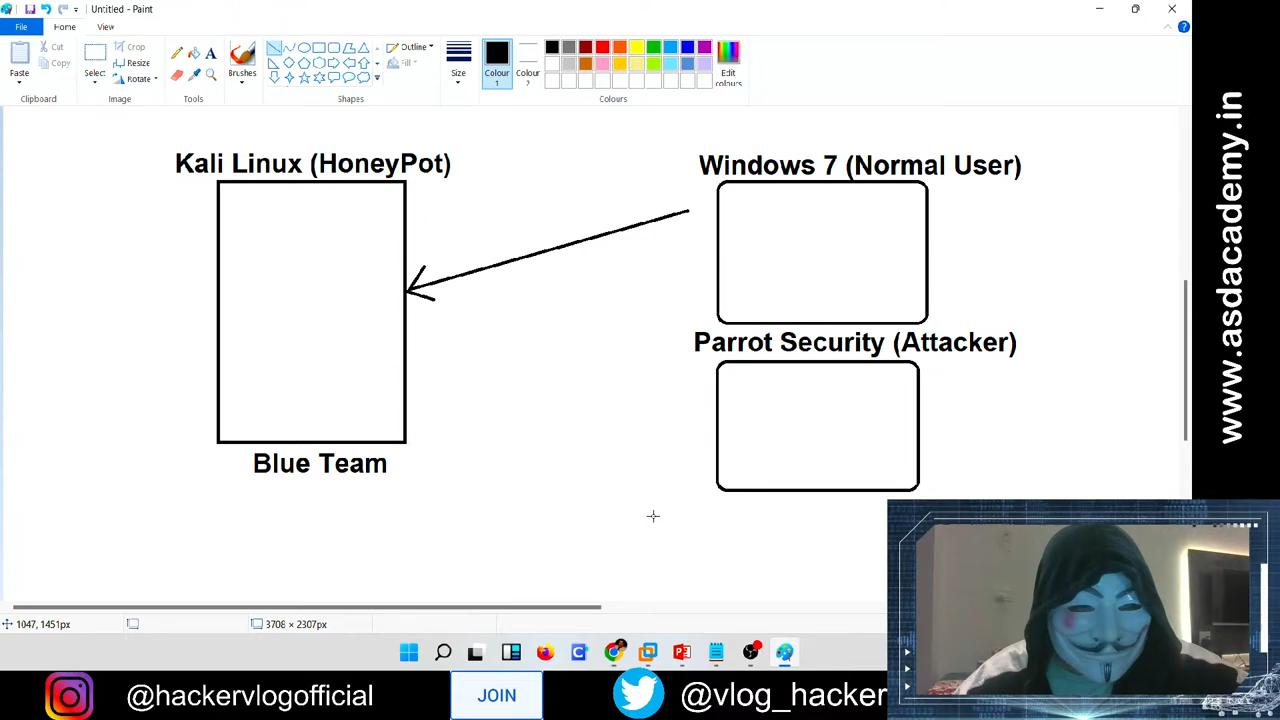 Untitled - Paint
File
Home
View
Paste
Cut
Copy
Clipboard
Select
Crop
Resize
Rotate
Image
Tools
Brushes
Outline
Fill
Shapes
Size
Colour
1
Colour
2
Edit
colours
Colours
Kali Linux (HoneyPot)
Windows 7 (Normal User)
Parrot Security (Attacker)
Blue Team
www.asdacademy.in
1047, 1451px
3708 × 2307px
@hackervlogofficial
JOIN
@vlog_hacker